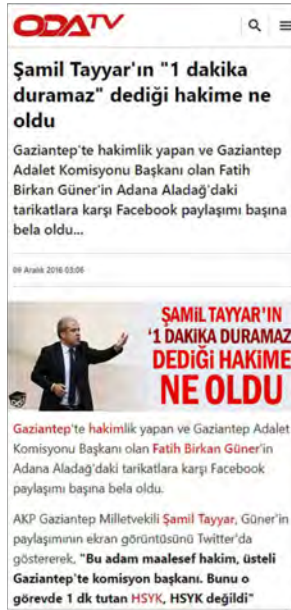 ODATV
Şamil Tayyar'ın "1 dakika
duramaz" dediği hakime ne
oldu
Gaziantep'te hakimlik yapan ve Gaziantep
Adalet Komisyonu Başkanı olan Fatih
Birkan Güner'in Adana Aladağ'daki
tarikatlara karşı Facebook paylaşımı başına
bela oldu...
09 Aralık 2016 03:06
ŞAMİL TAYYAR'IN
'1 DAKİKA DURAMAZ
DEDİĞİ HAKİME
NE OLDU
Gaziantep'te hakimlik yapan ve Gaziantep Adalet
Komisyonu Başkanı olan Fatih Birkan Güner'in
Adana Aladağ'daki tarikatlara karşı Facebook
paylaşımı başına bela oldu.
AKP Gaziantep Milletvekili Şamil Tayyar, Güner'in
paylaşımının ekran görüntüsünü Twitter'da
göstererek, "Bu adam maalesef hakim, üsteli
Gaziantep'te komisyon başkanı. Bunu o
görevde 1 dk tutan HSYK, HSYK değildi"